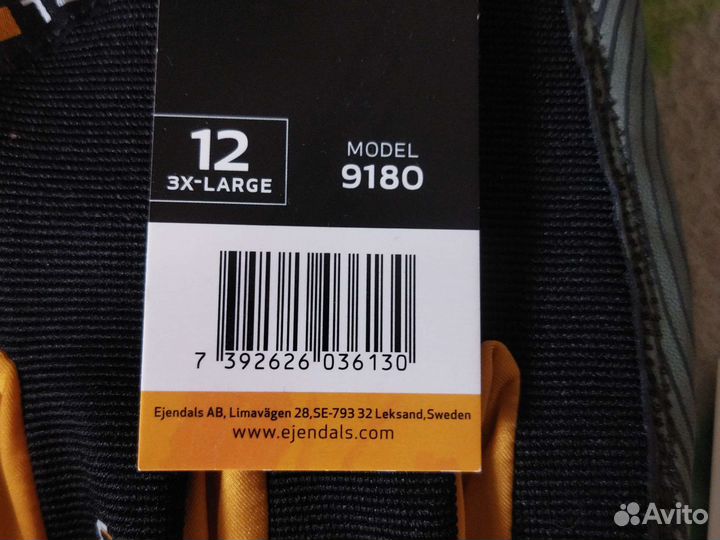 12
3X-LARGE
MODEL
9180
7 392626 036130
Ejendals AB, Limavägen 28,SE-793 32 Leksand,Sweden
www.ejendals.com
Avito